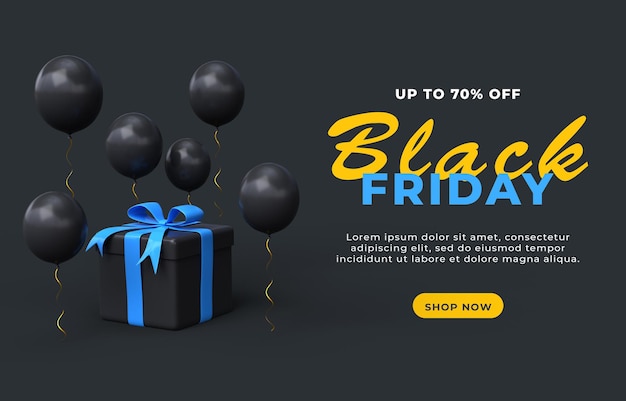 UP TO 70% OFF
Black
FRIDAY
Lorem ipsum dolor sit amet, consectetur
adipiscing elit, sed do eiusmod tempor
incididunt ut labore et dolore magna aliqua.
SHOP NOW